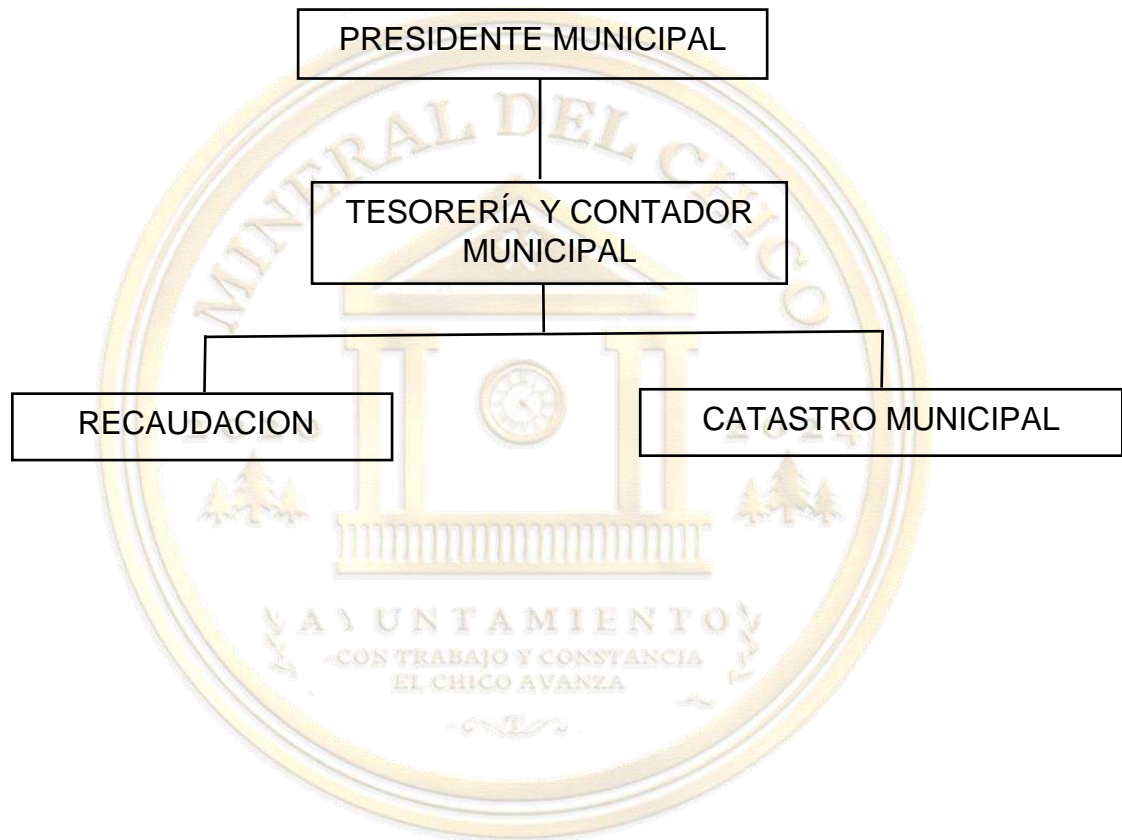 PRESIDENTE MUNICIPAL
MINERAL DEL CHICO
TESORERÍA Y CONTADOR
MUNICIPAL
RECAUDACION
CATASTRO MUNICIPAL
AYUNTAMIENTO
CON TRABAJO Y CONSTANCIA
EL CHICO AVANZA